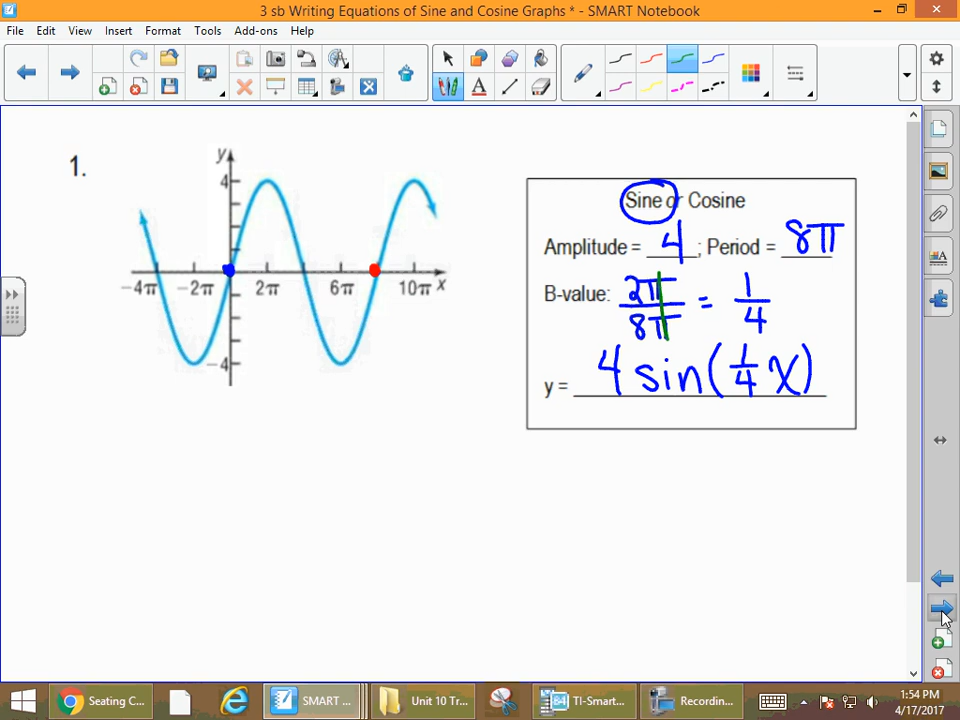 3 sb Writing Equations of Sine and Cosine Graphs * - SMART Notebook
File Edit View Insert Format Tools Add-ons Help
1.
y
4
-4π -2π 2π 6π 10π x
-4
Sine or Cosine
Amplitude = 4 ; Period = 8π
B-value: 2π/8π = 1/4
y = 4 sin(1/4 x)
Seating C... SMART ... Unit 10 Tr... TI-Smart... Recordin...
1:54 PM
4/17/2017